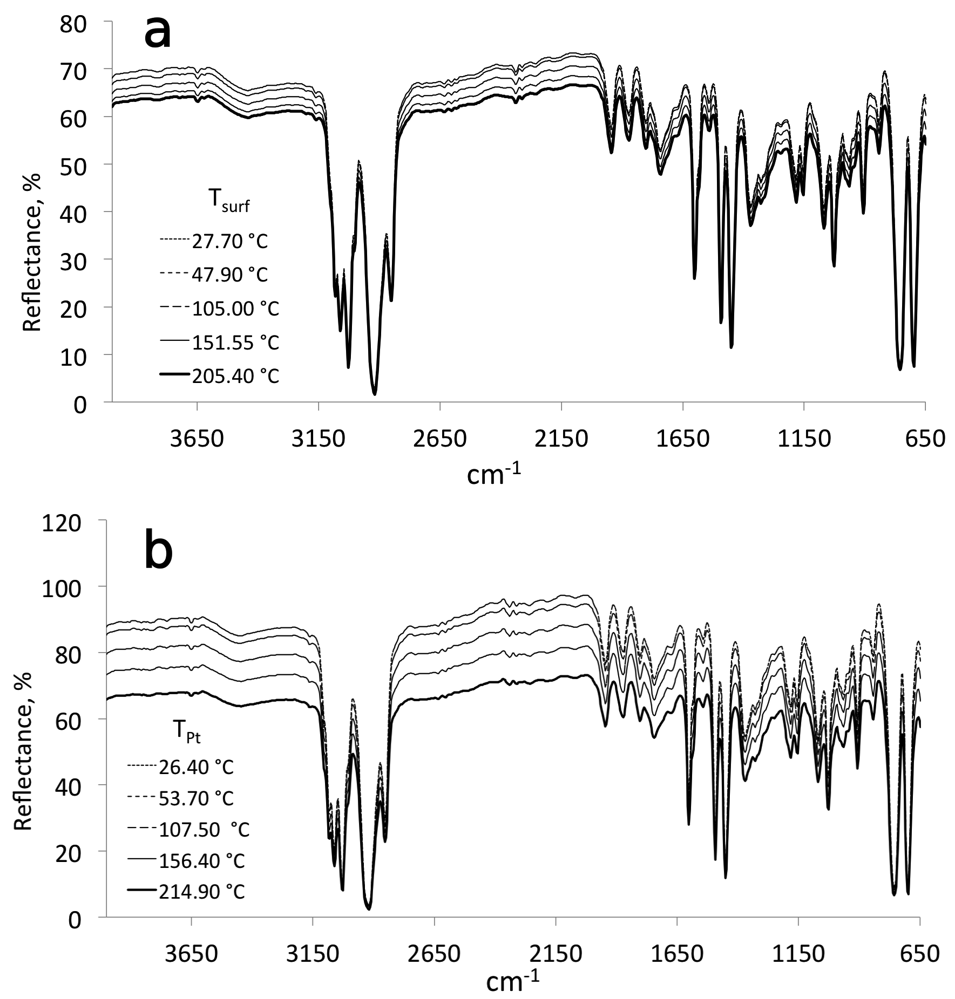 a
80
70
60
50
40
30
20
10
0
Reflectance, %
T_surf
27.70 °C
47.90 °C
105.00 °C
151.55 °C
205.40 °C
3650 3150 2650 2150 1650 1150 650
cm⁻¹
b
120
100
80
60
40
20
0
Reflectance, %
T_Pt
26.40 °C
53.70 °C
107.50 °C
156.40 °C
214.90 °C
3650 3150 2650 2150 1650 1150 650
cm⁻¹